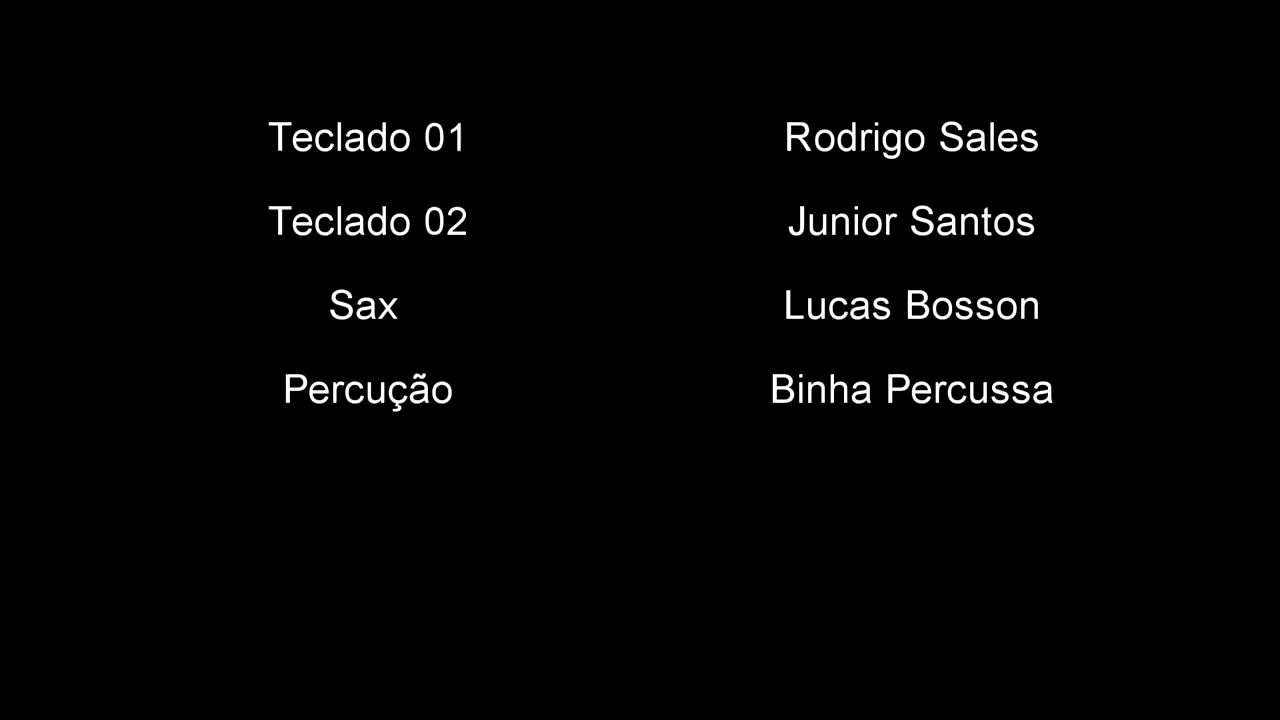 Teclado 01 Rodrigo Sales
Teclado 02 Junior Santos
Sax Lucas Bosson
Percução Binha Percussa